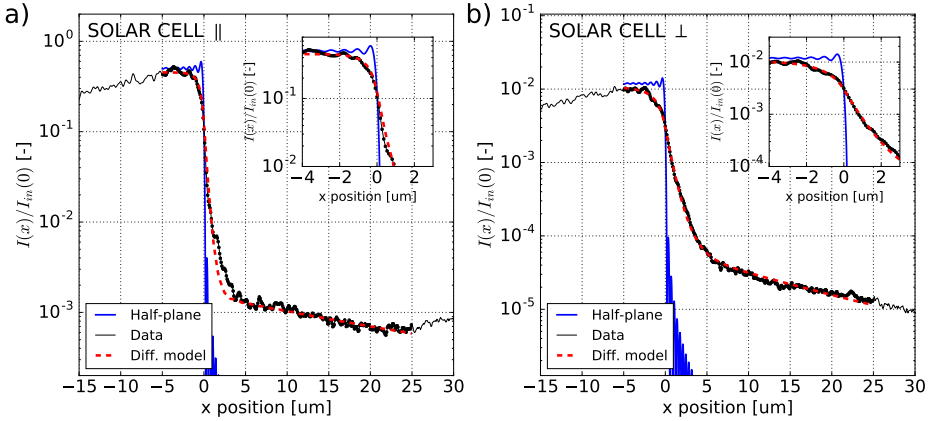 a)
SOLAR CELL ||
10⁰
10⁻¹
10⁻²
10⁻³
I(x)/I_in(0) [-]
−15 −10 −5 0 5 10 15 20 25 30
x position [um]
Half-plane
Data
Diff. model
10⁰
10⁻¹
10⁻²
I(x)/I_in(0) [-]
−4 −2 0 2
x position [um]
b)
SOLAR CELL ⊥
10⁻¹
10⁻²
10⁻³
10⁻⁴
10⁻⁵
I(x)/I_in(0) [-]
−15 −10 −5 0 5 10 15 20 25 30
x position [um]
Half-plane
Data
Diff. model
10⁻¹
10⁻²
10⁻³
10⁻⁴
I(x)/I_in(0) [-]
−4 −2 0 2
x position [um]